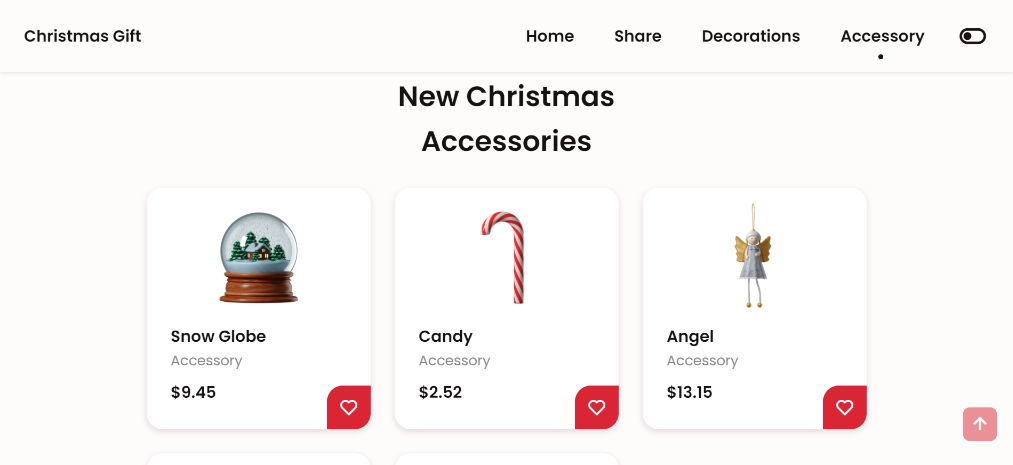 Christmas Gift
Home
Share
Decorations
Accessory
New Christmas
Accessories
Snow Globe
Accessory
$9.45
Candy
Accessory
$2.52
Angel
Accessory
$13.15